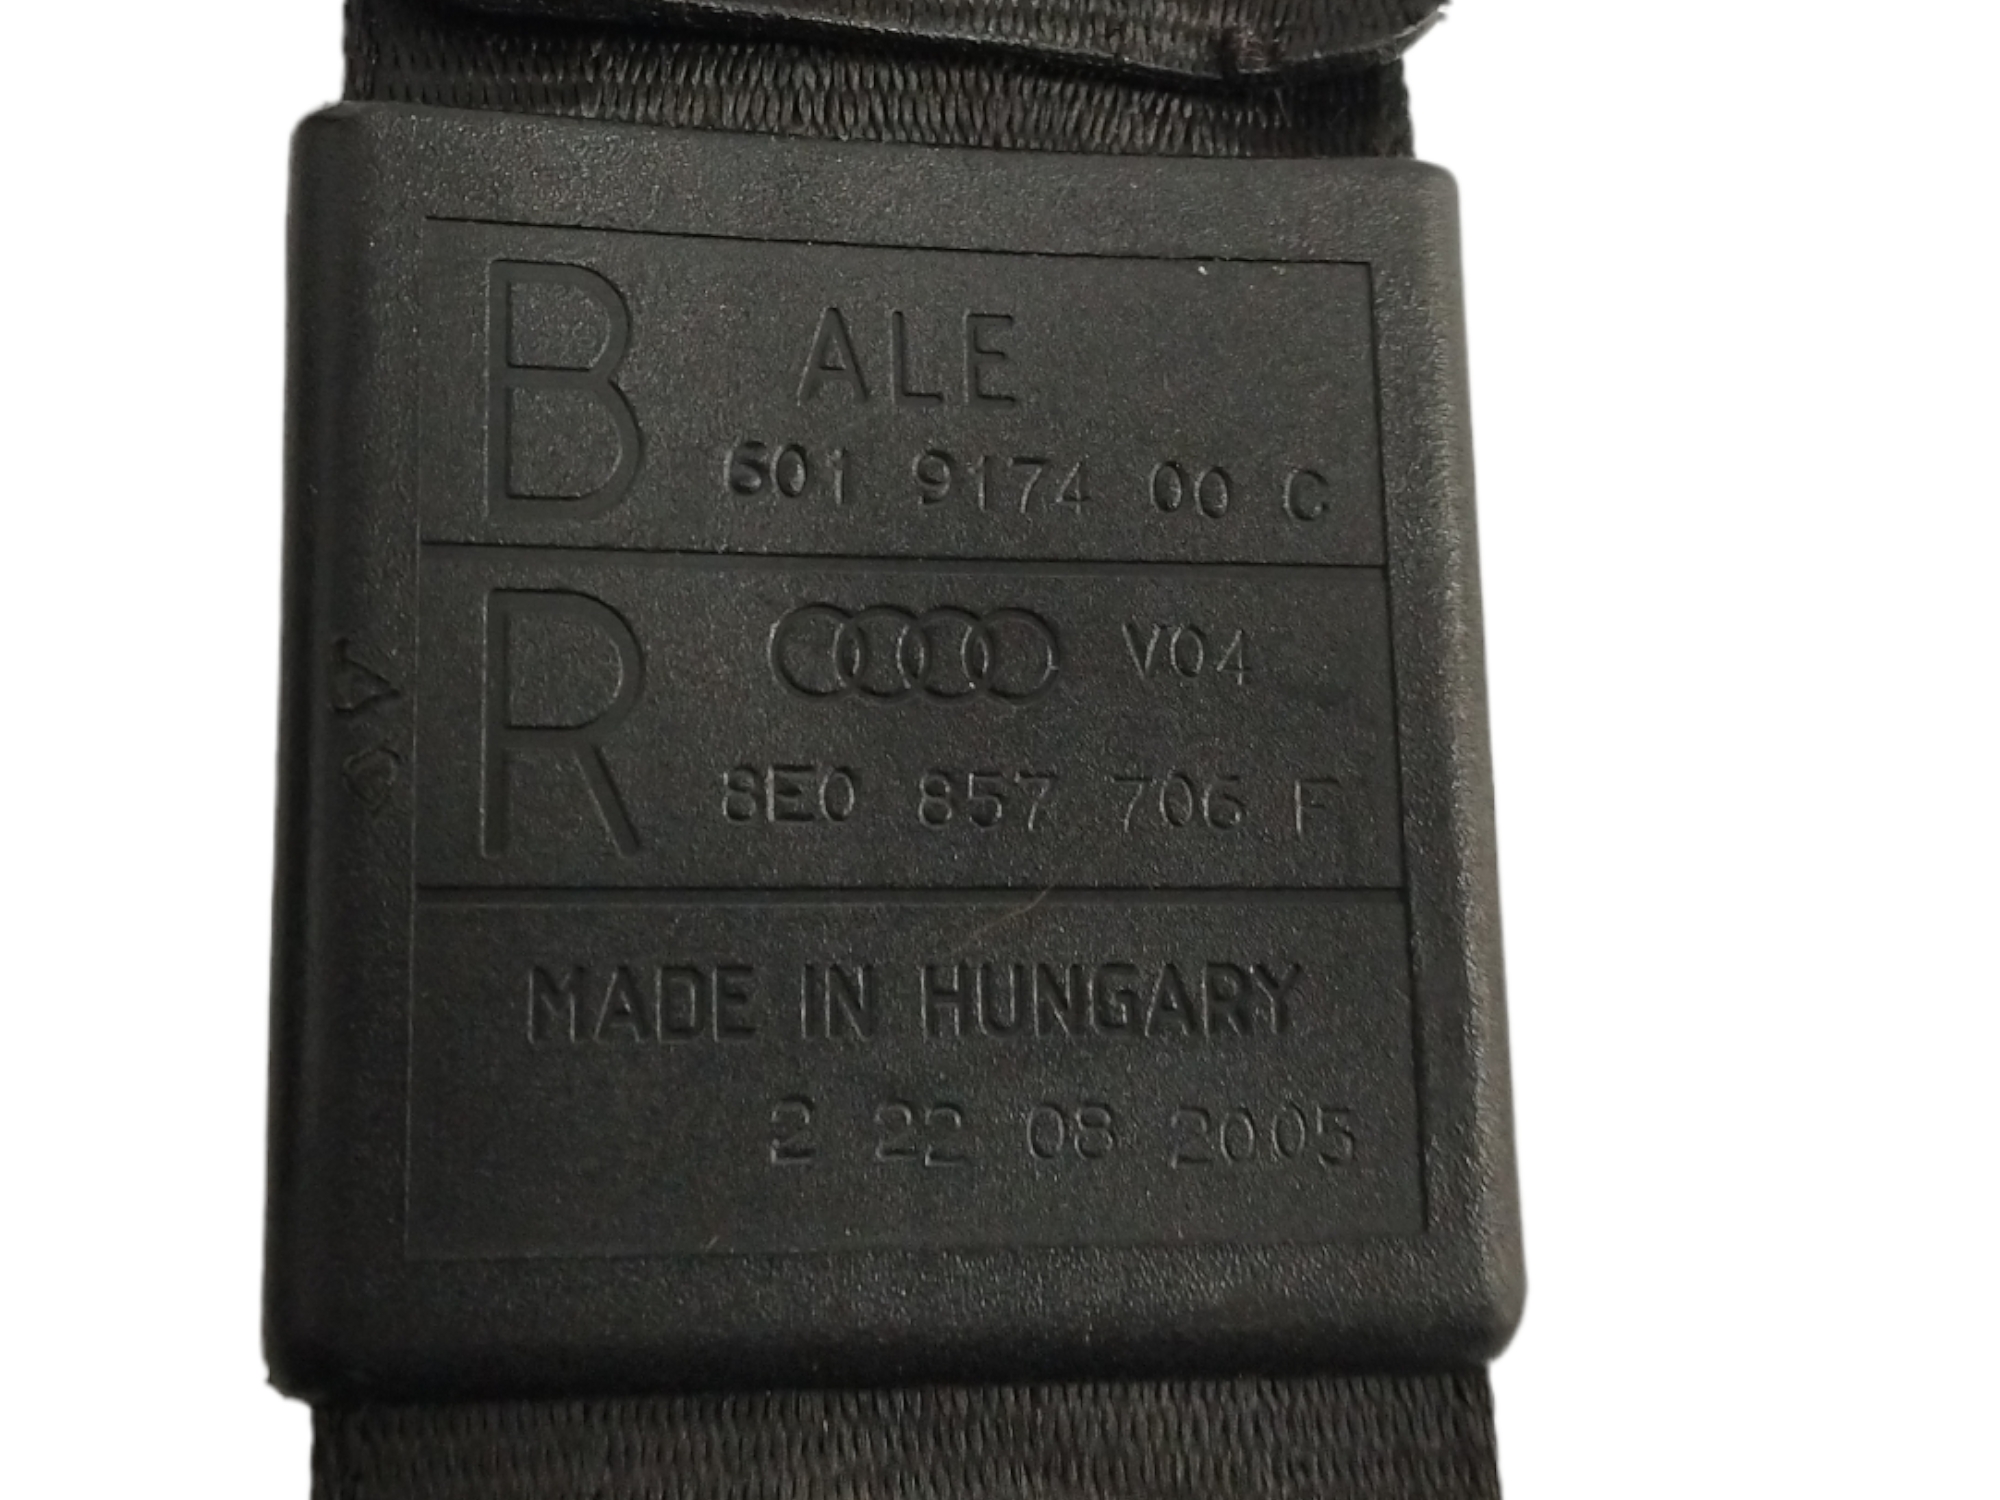 B ALE
601 9174 00 C
R V04
8E0 857 706 F
MADE IN HUNGARY
2 22 08 2005